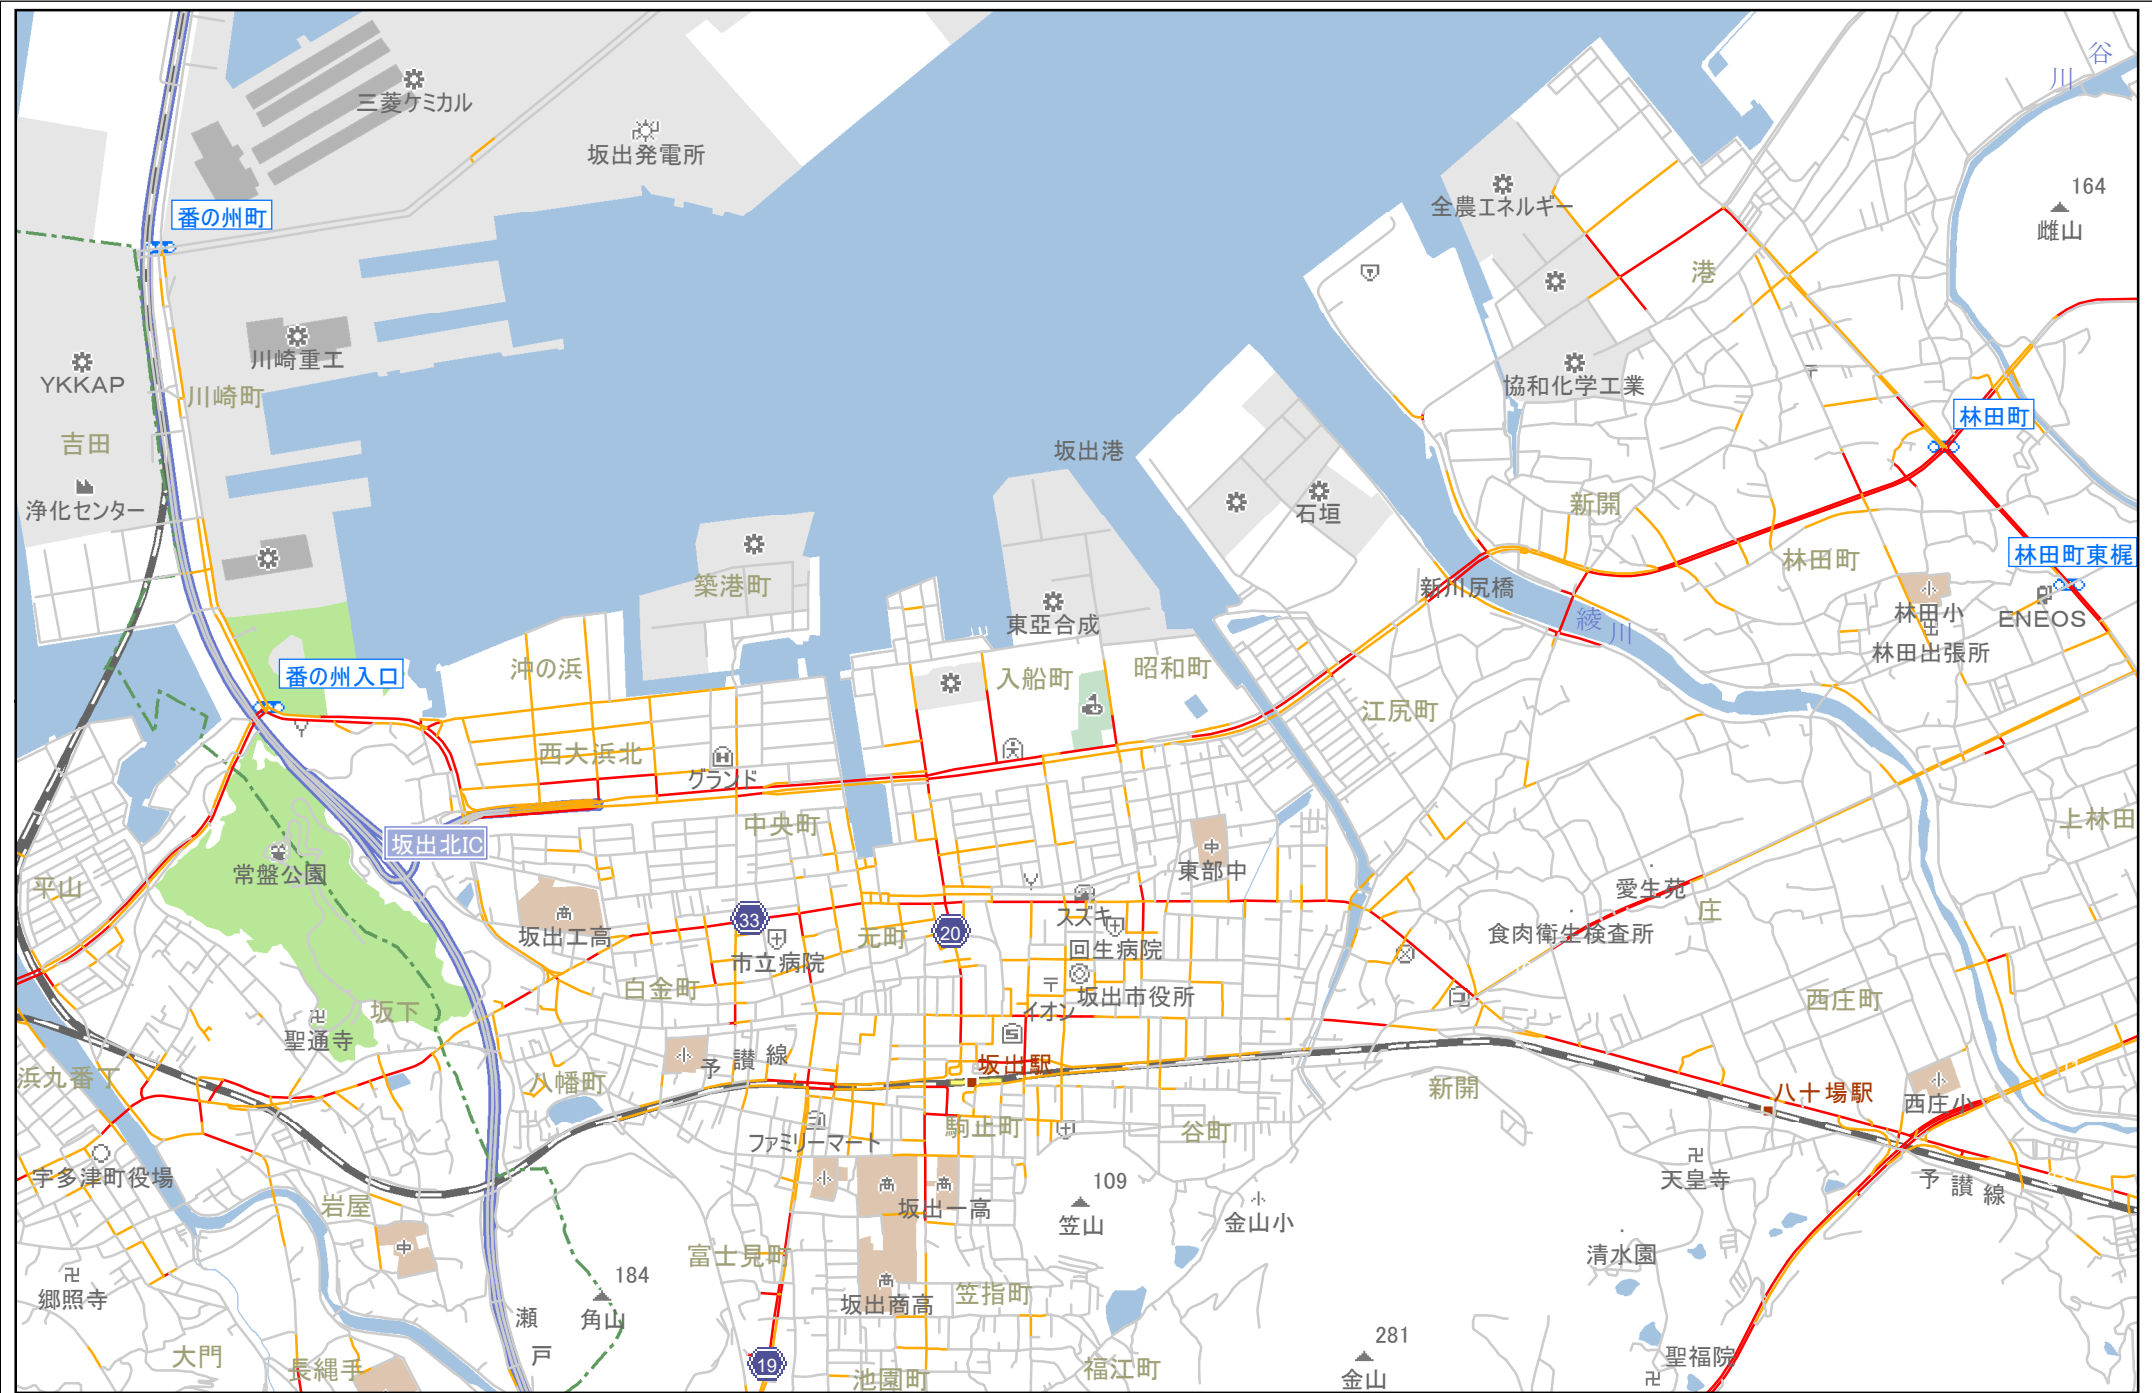 谷
川
三菱ケミカル
坂出発電所
164
雌山
全農エネルギー
番の州町
港
川崎重工
YKKAP
川崎町
協和化学工業
林田町
吉田
坂出港
浄化センター
石垣
新開
林田町
林田町東梶
築港町
新川尻橋
東亞合成
綾川
林田小
ENEOS
林田出張所
番の州入口
沖の浜
入船町
昭和町
江尻町
西大浜北
グランド
中央町
上林田
坂出北IC
常盤公園
平山
東部中
愛生苑
庄
スズキ
33
20
元町
坂出工高
市立病院
回生病院
食肉衛生検査所
白金町
坂出市役所
イオン
西庄町
坂下
聖通寺
予讃線
坂出駅
浜九番丁
八幡町
新開
八十場駅
西庄小
ファミリーマート
駒止町
谷町
宇多津町役場
109
天皇寺
予讃線
岩屋
坂出一高
笠山
金山小
富士見町
清水園
184
郷照寺
角山
坂出商高
笠指町
瀬戸
281
大門
長縄手
19
池園町
福江町
金山
聖福院